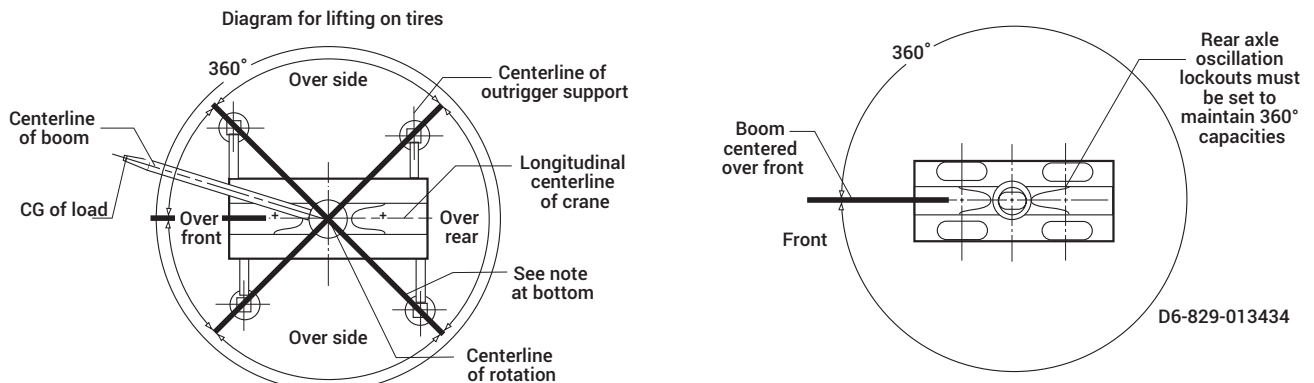 Diagram for lifting on tires
360°
Over side
Centerline of
outrigger support
Centerline
of boom
Longitudinal
centerline
of crane
CG of load
Over
front
Over
rear
See note
at bottom
Over side
Centerline
of rotation
360°
Rear axle
oscillation
lockouts must
be set to
maintain 360°
capacities
Boom
centered
over front
Front
D6-829-013434